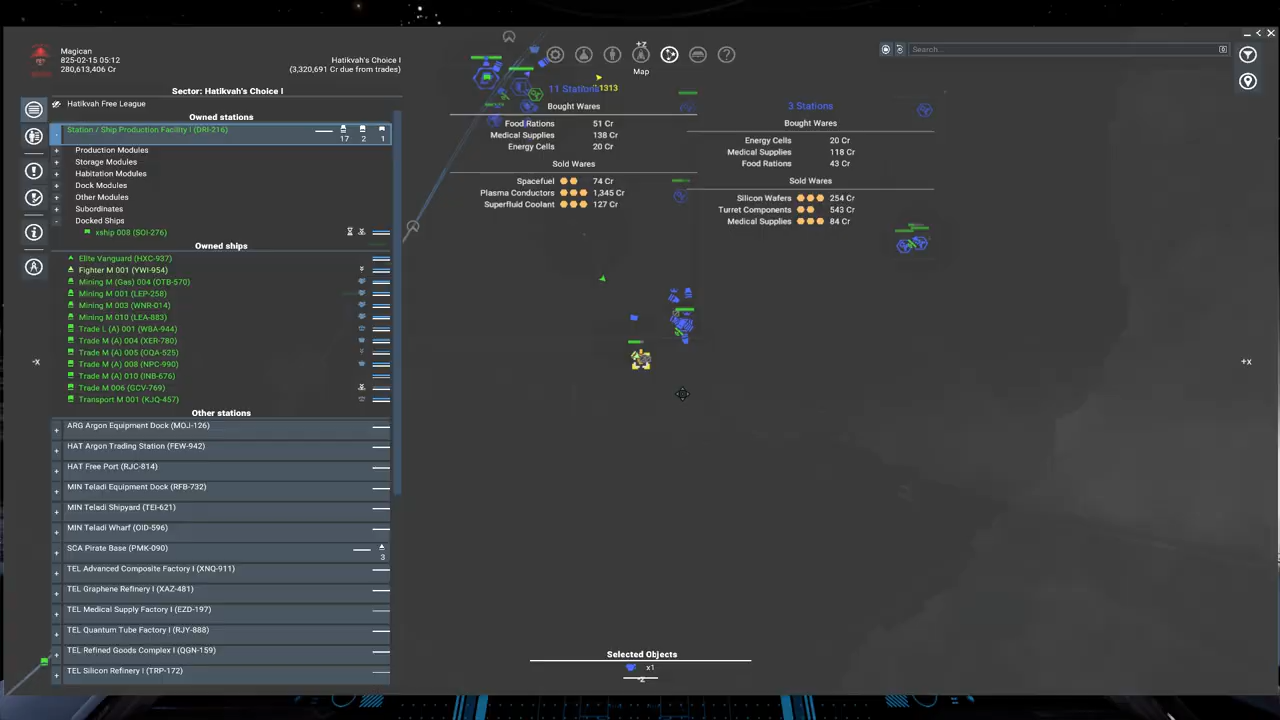 Magican
825-02-15 05:12
280,613,406 Cr
Hatikvah's Choice I
(3,320,691 Cr due from trades)
Sector: Hatikvah's Choice I
Hatikvah Free League
Owned stations
Station / Ship Production Facility I (DRI-216)
17 2 1
Production Modules
Storage Modules
Habitation Modules
Dock Modules
Other Modules
Subordinates
Docked Ships
xship 008 (SOI-276)
Owned ships
Elite Vanguard (HXC-937)
Fighter M 001 (YWI-954)
Mining M (Gas) 004 (OTB-570)
Mining M 001 (LEP-258)
Mining M 003 (WNR-014)
Mining M 010 (LEA-883)
Trade L (A) 001 (WBA-944)
Trade M (A) 004 (XER-780)
Trade M (A) 005 (OQA-525)
Trade M (A) 008 (NPC-990)
Trade M (A) 010 (INB-676)
Trade M 006 (GCV-769)
Transport M 001 (KJQ-457)
Other stations
ARG Argon Equipment Dock (MOJ-126)
HAT Argon Trading Station (FEW-942)
HAT Free Port (RJC-814)
MIN Teladi Equipment Dock (RFB-732)
MIN Teladi Shipyard (TEI-621)
MIN Teladi Wharf (OID-596)
SCA Pirate Base (PMK-090)
3
TEL Advanced Composite Factory I (XNQ-911)
TEL Graphene Refinery I (XAZ-481)
TEL Medical Supply Factory I (EZD-197)
TEL Quantum Tube Factory I (RJY-888)
TEL Refined Goods Complex I (QGN-159)
TEL Silicon Refinery I (TRP-172)
+Z
Map
Search...
11 Stations
1313
Bought Wares
Food Rations 51 Cr
Medical Supplies 138 Cr
Energy Cells 20 Cr
Sold Wares
Spacefuel 74 Cr
Plasma Conductors 1,345 Cr
Superfluid Coolant 127 Cr
3 Stations
Bought Wares
Energy Cells 20 Cr
Medical Supplies 118 Cr
Food Rations 43 Cr
Sold Wares
Silicon Wafers 254 Cr
Turret Components 543 Cr
Medical Supplies 84 Cr
-X
+X
Selected Objects
x1
-Z